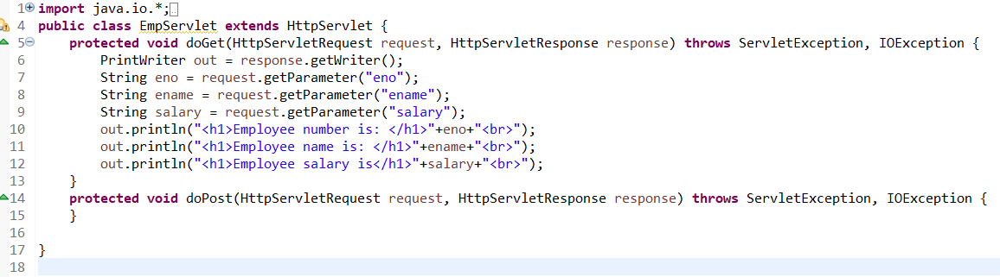 1 import java.io.*;
4 public class EmpServlet extends HttpServlet {
5 protected void doGet(HttpServletRequest request, HttpServletResponse response) throws ServletException, IOException {
6 PrintWriter out = response.getWriter();
7 String eno = request.getParameter("eno");
8 String ename = request.getParameter("ename");
9 String salary = request.getParameter("salary");
10 out.println("<h1>Employee number is: </h1>"+eno+"<br>");
11 out.println("<h1>Employee name is: </h1>"+ename+"<br>");
12 out.println("<h1>Employee salary is</h1>"+salary+"<br>");
13 }
14 protected void doPost(HttpServletRequest request, HttpServletResponse response) throws ServletException, IOException {
15 }
16
17 }
18